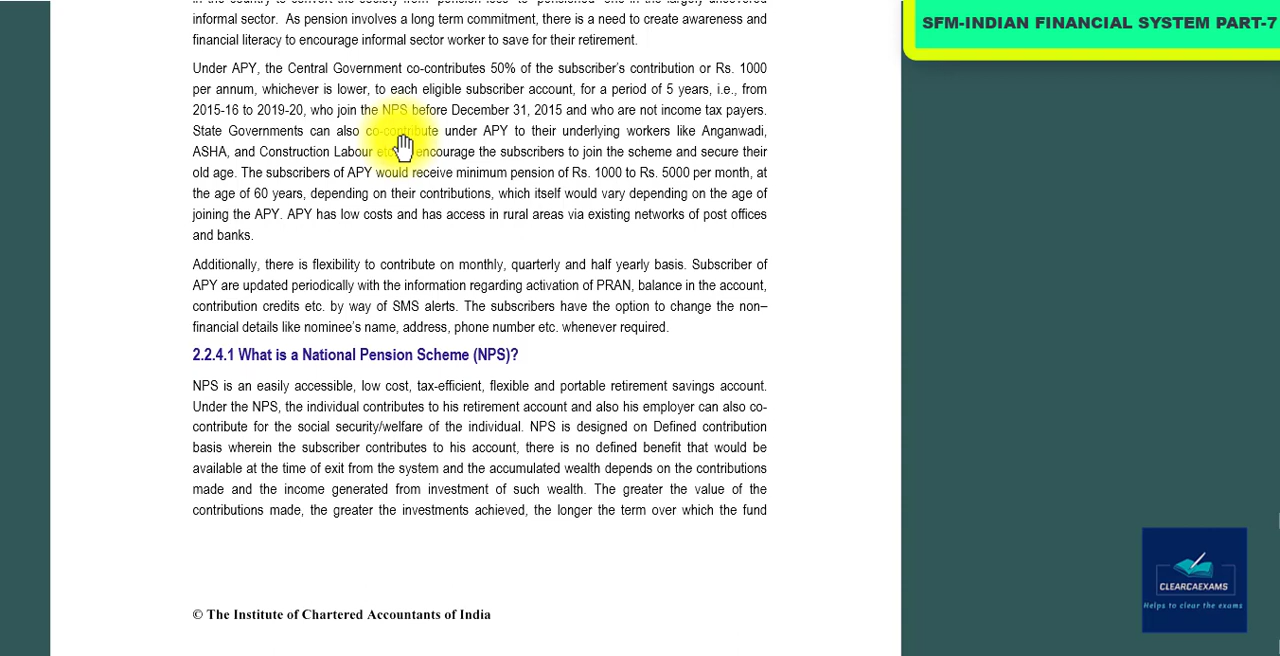 informal sector. As pension involves a long term commitment, there is a need to create awareness and
financial literacy to encourage informal sector worker to save for their retirement.
Under APY, the Central Government co-contributes 50% of the subscriber's contribution or Rs. 1000
per annum, whichever is lower, to each eligible subscriber account, for a period of 5 years, i.e., from
2015-16 to 2019-20, who join the NPS before December 31, 2015 and who are not income tax payers.
State Governments can also co-contribute under APY to their underlying workers like Anganwadi,
ASHA, and Construction Labour encourage the subscribers to join the scheme and secure their
old age. The subscribers of APY would receive minimum pension of Rs. 1000 to Rs. 5000 per month, at
the age of 60 years, depending on their contributions, which itself would vary depending on the age of
joining the APY. APY has low costs and has access in rural areas via existing networks of post offices
and banks.
Additionally, there is flexibility to contribute on monthly, quarterly and half yearly basis. Subscriber of
APY are updated periodically with the information regarding activation of PRAN, balance in the account,
contribution credits etc. by way of SMS alerts. The subscribers have the option to change the non–
financial details like nominee's name, address, phone number etc. whenever required.
2.2.4.1 What is a National Pension Scheme (NPS)?
NPS is an easily accessible, low cost, tax-efficient, flexible and portable retirement savings account.
Under the NPS, the individual contributes to his retirement account and also his employer can also co-
contribute for the social security/welfare of the individual. NPS is designed on Defined contribution
basis wherein the subscriber contributes to his account, there is no defined benefit that would be
available at the time of exit from the system and the accumulated wealth depends on the contributions
made and the income generated from investment of such wealth. The greater the value of the
contributions made, the greater the investments achieved, the longer the term over which the fund
© The Institute of Chartered Accountants of India
SFM-INDIAN FINANCIAL SYSTEM PART-7
CLEARCAEXAMS
Helps to clear the exams